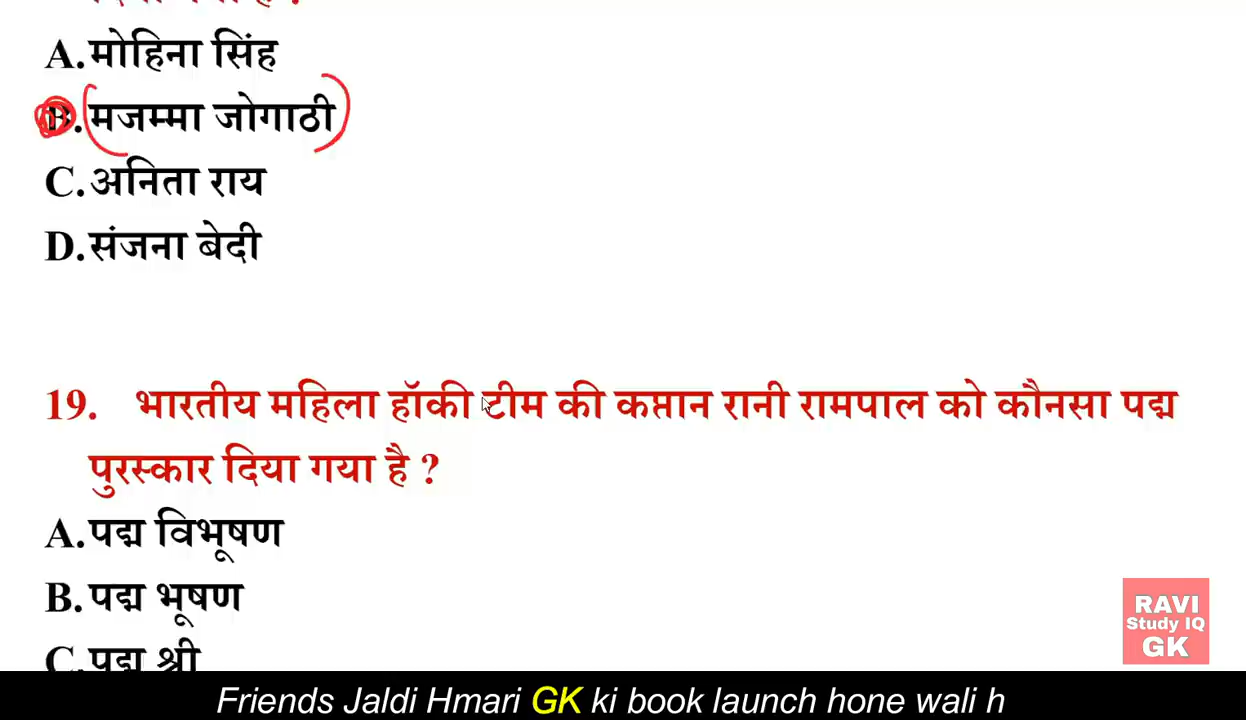 A. मोहिना सिंह
B. मजम्मा जोगाठी
C. अनिता राय
D. संजना बेदी
19. भारतीय महिला हॉकी टीम की कप्तान रानी रामपाल को कौनसा पद्म
पुरस्कार दिया गया है ?
A. पद्म विभूषण
B. पद्म भूषण
C. पद्म श्री
RAVI
Study IQ
GK
Friends Jaldi Hmari GK ki book launch hone wali h